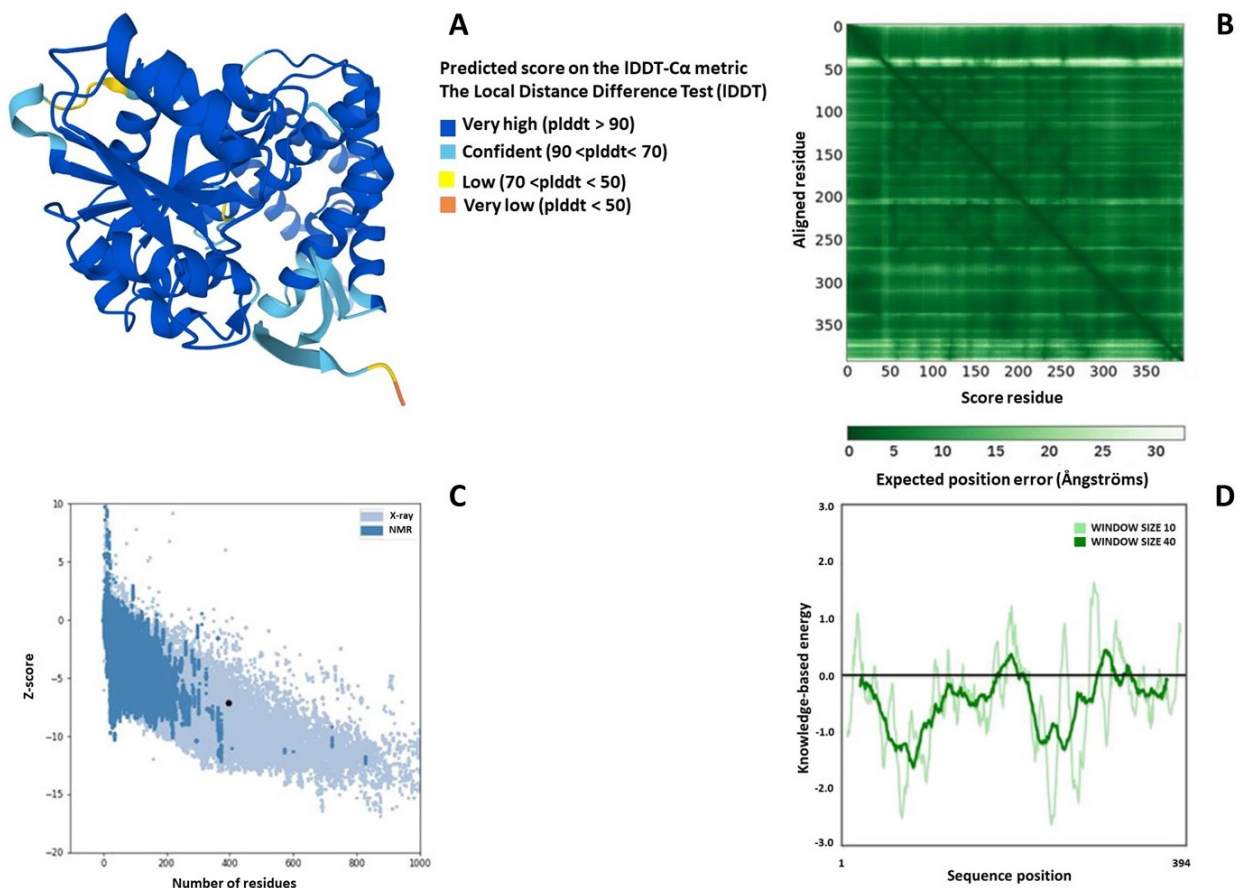 A
Predicted score on the lDDT-Cα metric
The Local Distance Difference Test (lDDT)
Very high (plddt > 90)
Confident (90 <plddt< 70)
Low (70 <plddt < 50)
Very low (plddt < 50)
B
0
50
100
150
200
250
300
350
Aligned residue
0 50 100 150 200 250 300 350
Score residue
0 5 10 15 20 25 30
Expected position error (Ångströms)
C
10
5
0
−5
−10
−15
−20
Z-score
X-ray
NMR
0 200 400 600 800 1000
Number of residues
D
3.0
2.0
1.0
0.0
-1.0
-2.0
-3.0
Knowledge-based energy
WINDOW SIZE 10
WINDOW SIZE 40
1 394
Sequence position